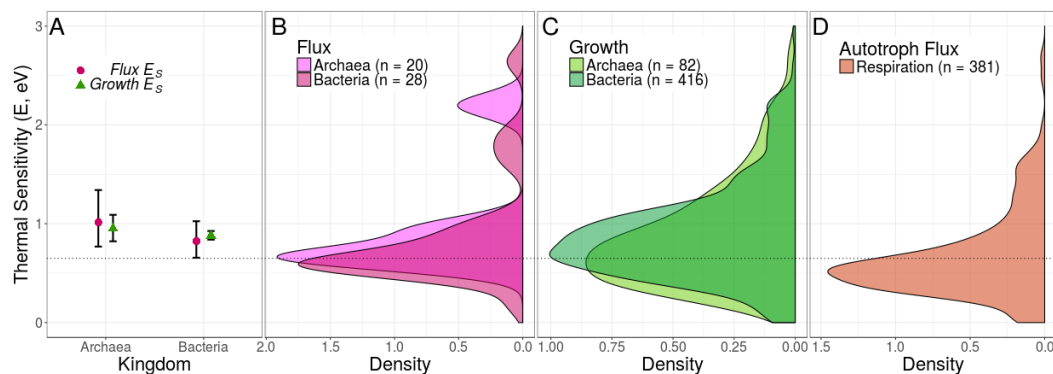 A
Thermal Sensitivity (E, eV)
3
2
1
0
Flux E_S
Growth E_S
Archaea
Bacteria
Kingdom
B
Flux
Archaea (n = 20)
Bacteria (n = 28)
2.0
1.5
1.0
0.5
0.0
Density
C
Growth
Archaea (n = 82)
Bacteria (n = 416)
1.00
0.75
0.50
0.25
0.00
Density
D
Autotroph Flux
Respiration (n = 381)
1.5
1.0
0.5
0.0
Density